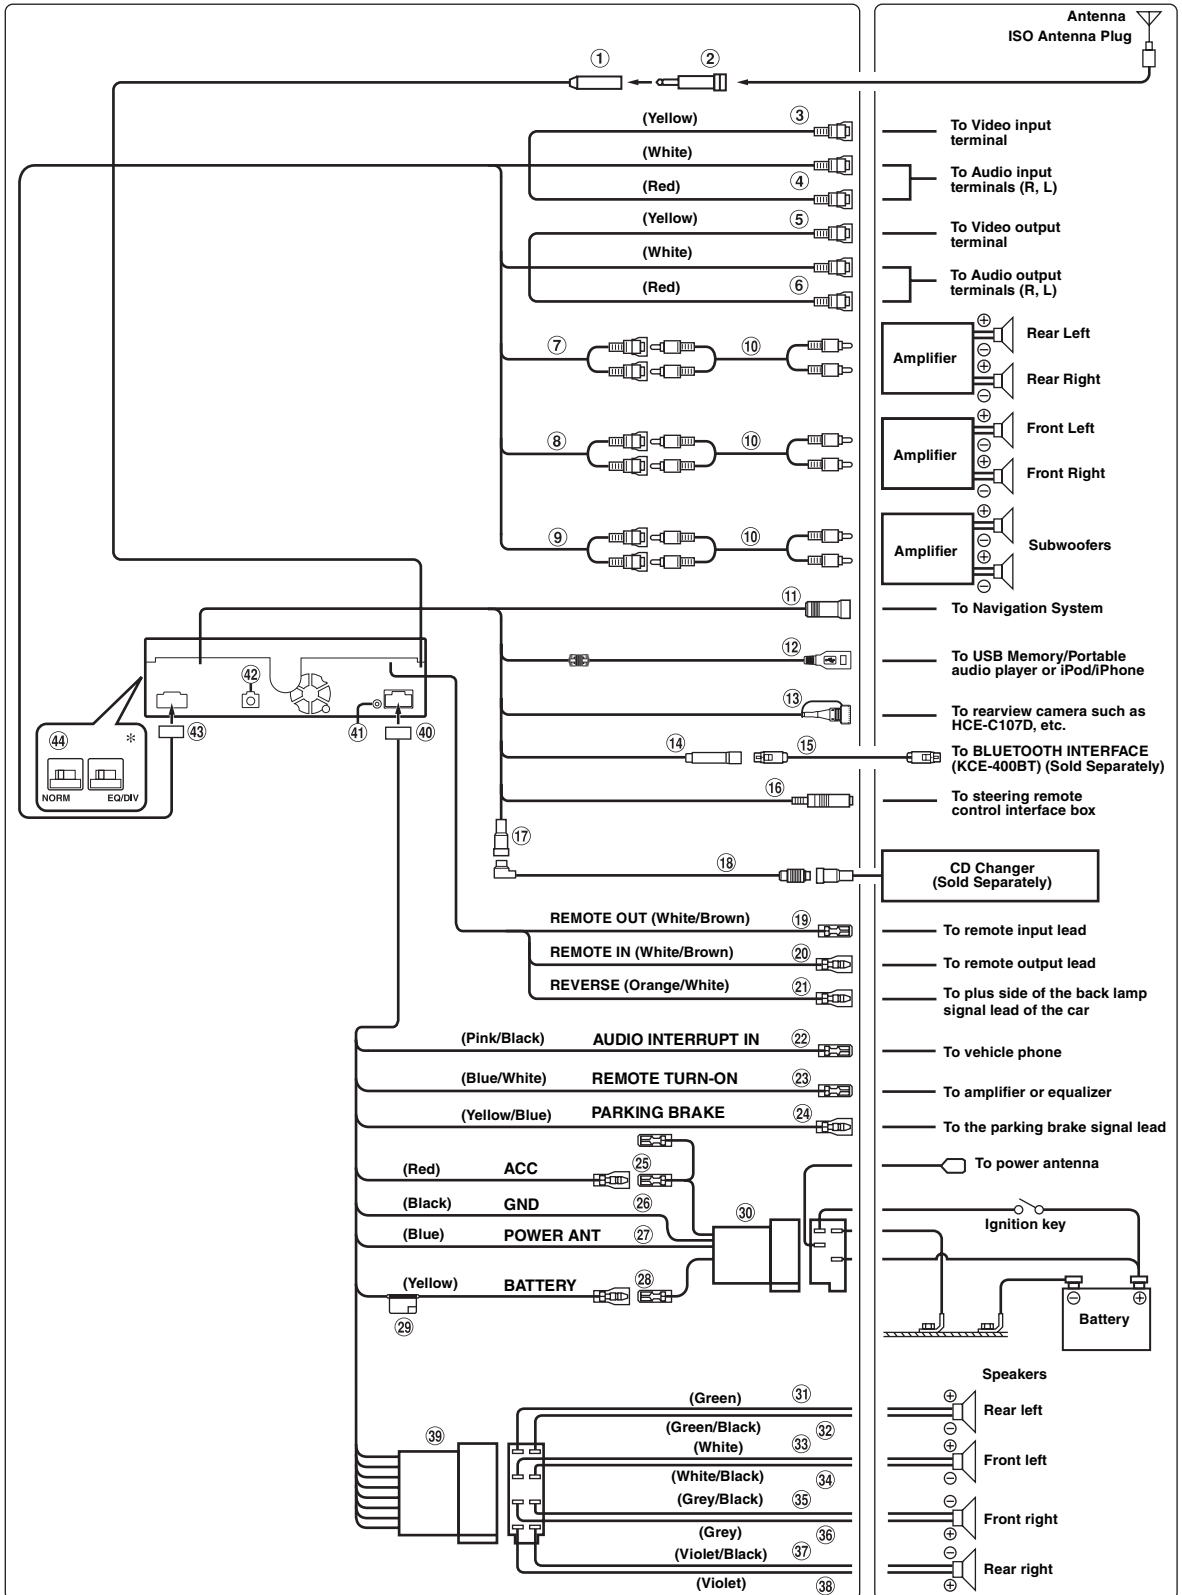 Antenna
ISO Antenna Plug
① ②
(Yellow) ③ To Video input
terminal
(White)
④ To Audio input
terminals (R, L)
(Red)
(Yellow) ⑤ To Video output
terminal
(White)
⑥ To Audio output
terminals (R, L)
(Red)
⑦ ⑩ Amplifier Rear Left
Rear Right
⑧ ⑩ Amplifier Front Left
Front Right
⑨ ⑩ Amplifier Subwoofers
⑪ To Navigation System
⑫ To USB Memory/Portable
audio player or iPod/iPhone
⑬ To rearview camera such as
HCE-C107D, etc.
⑭ ⑮ To BLUETOOTH INTERFACE
(KCE-400BT) (Sold Separately)
⑯ To steering remote
control interface box
㊷
㊸ ㊶ ㊵
㊹ *
NORM EQ/DIV
⑰
⑱ CD Changer
(Sold Separately)
REMOTE OUT (White/Brown) ⑲ To remote input lead
REMOTE IN (White/Brown) ⑳ To remote output lead
REVERSE (Orange/White) ㉑ To plus side of the back lamp
signal lead of the car
(Pink/Black) AUDIO INTERRUPT IN ㉒ To vehicle phone
(Blue/White) REMOTE TURN-ON ㉓ To amplifier or equalizer
(Yellow/Blue) PARKING BRAKE ㉔ To the parking brake signal lead
(Red) ACC ㉕ To power antenna
(Black) GND ㉖ ㉚ Ignition key
(Blue) POWER ANT ㉗
(Yellow) BATTERY ㉘
㉙ Battery
Speakers
(Green) ㉛ Rear left
(Green/Black) ㉜
㊴ (White) ㉝ Front left
(White/Black) ㉞
(Grey/Black) ㉟ Front right
(Grey) ㊱
(Violet/Black) ㊲ Rear right
(Violet) ㊳